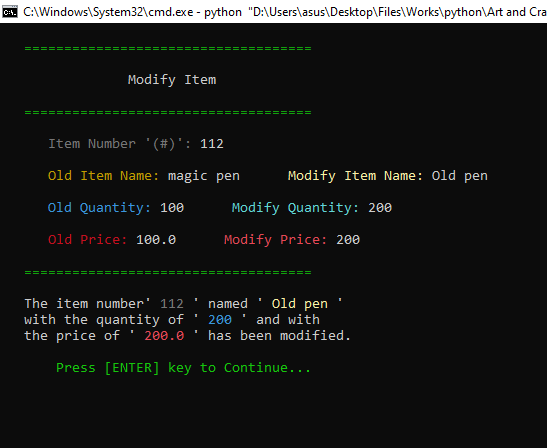 C:\Windows\System32\cmd.exe - python "D:\Users\asus\Desktop\Files\Works\python\Art and Cra
====================================
Modify Item
====================================
Item Number '(#)': 112
Old Item Name: magic pen Modify Item Name: Old pen
Old Quantity: 100 Modify Quantity: 200
Old Price: 100.0 Modify Price: 200
====================================
The item number' 112 ' named ' Old pen '
with the quantity of ' 200 ' and with
the price of ' 200.0 ' has been modified.
Press [ENTER] key to Continue...